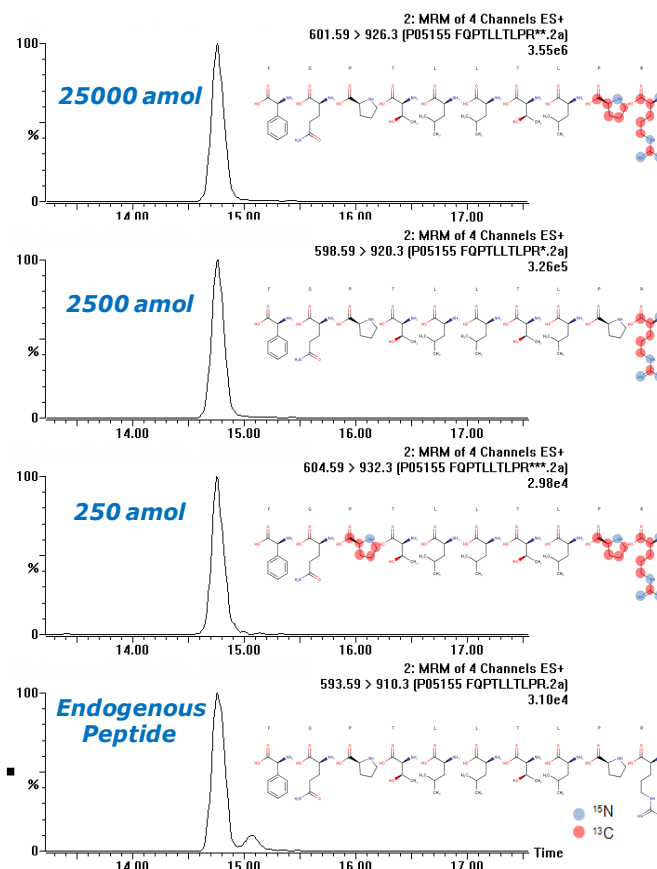 2: MRM of 4 Channels ES+
601.59 > 926.3 (P05155 FQPTLLTLPR**.2a)
3.55e6
100
25000 amol
%
0
F Q P T L L T L P R
14.00 15.00 16.00 17.00
2: MRM of 4 Channels ES+
598.59 > 920.3 (P05155 FQPTLLTLPR*.2a)
3.26e5
100
2500 amol
%
0
F Q P T L L T L P R
14.00 15.00 16.00 17.00
2: MRM of 4 Channels ES+
604.59 > 932.3 (P05155 FQPTLLTLPR***.2a)
2.98e4
100
250 amol
%
0
F Q P T L L T L P R
14.00 15.00 16.00 17.00
2: MRM of 4 Channels ES+
593.59 > 910.3 (P05155 FQPTLLTLPR.2a)
3.10e4
100
Endogenous
Peptide
%
0
F Q P T L L T L P R
Time
14.00 15.00 16.00 17.00
15N
13C